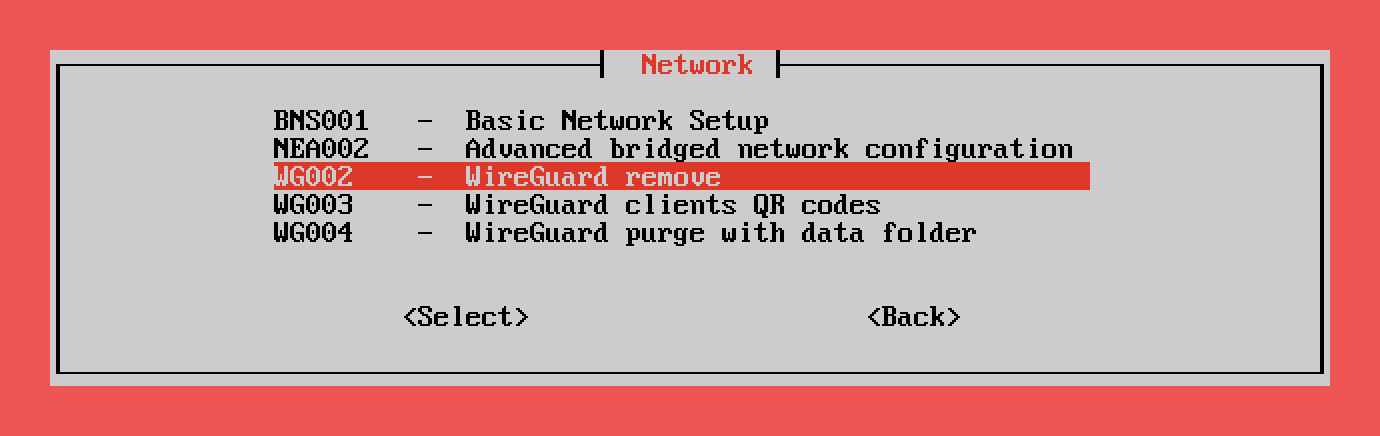 Network
BNS001 - Basic Network Setup
NEA002 - Advanced bridged network configuration
WG002 - WireGuard remove
WG003 - WireGuard clients QR codes
WG004 - WireGuard purge with data folder
<Select> <Back>